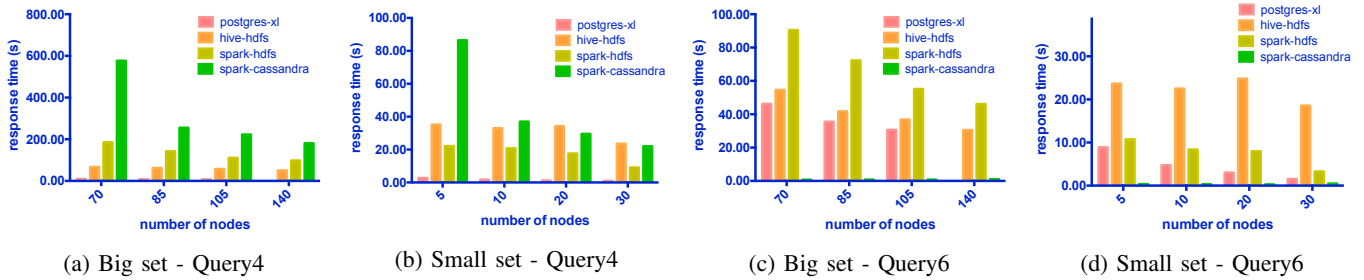 800.00
600.00
400.00
200.00
0.00
response time (s)
postgres-xl
hive-hdfs
spark-hdfs
spark-cassandra
70
85
105
140
number of nodes
(a) Big set - Query4
100.00
80.00
60.00
40.00
20.00
0.00
response time (s)
postgres-xl
hive-hdfs
spark-hdfs
spark-cassandra
5
10
20
30
number of nodes
(b) Small set - Query4
100.00
80.00
60.00
40.00
20.00
0.00
response time (s)
postgres-xl
hive-hdfs
spark-hdfs
spark-cassandra
70
85
105
140
number of nodes
(c) Big set - Query6
30.00
20.00
10.00
0.00
response time (s)
postgres-xl
hive-hdfs
spark-hdfs
spark-cassandra
5
10
20
30
number of nodes
(d) Small set - Query6